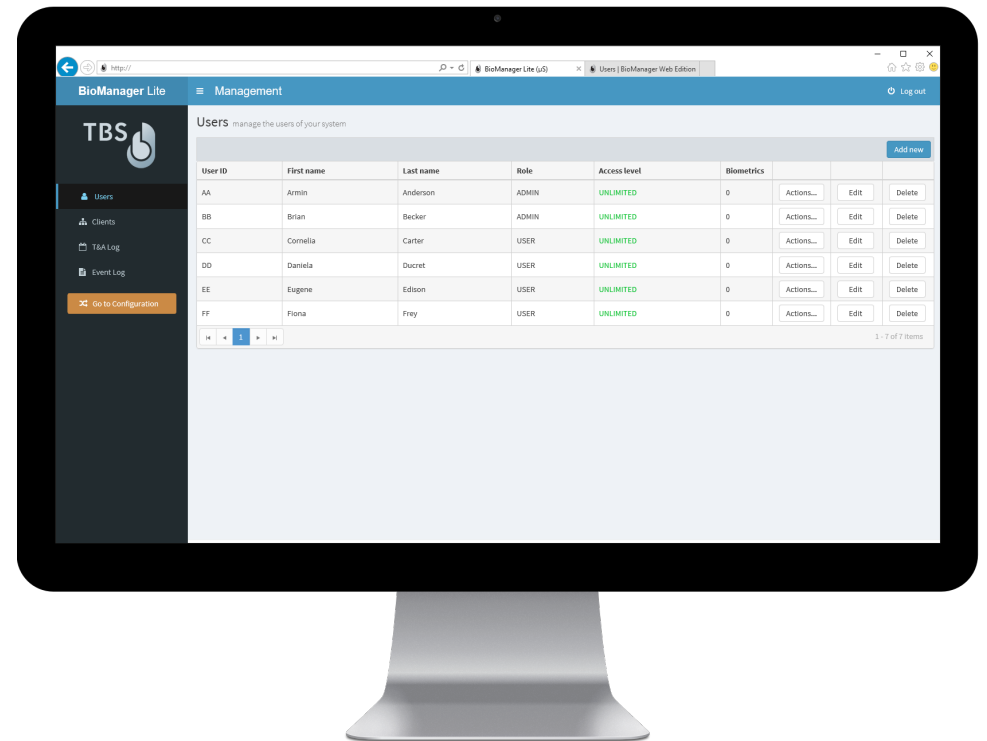 http://
BioManager Lite (µS)
Users | BioManager Web Edition
BioManager Lite
Management
Log out
TBS
Users manage the users of your system
Add new
User ID First name Last name Role Access level Biometrics
AA Armin Anderson ADMIN UNLIMITED 0 Actions... Edit Delete
BB Brian Becker ADMIN UNLIMITED 0 Actions... Edit Delete
CC Cornelia Carter USER UNLIMITED 0 Actions... Edit Delete
DD Daniela Ducret USER UNLIMITED 0 Actions... Edit Delete
EE Eugene Edison USER UNLIMITED 0 Actions... Edit Delete
FF Fiona Frey USER UNLIMITED 0 Actions... Edit Delete
1
1 - 7 of 7 items
Users
Clients
T&A Log
Event Log
Go to Configuration